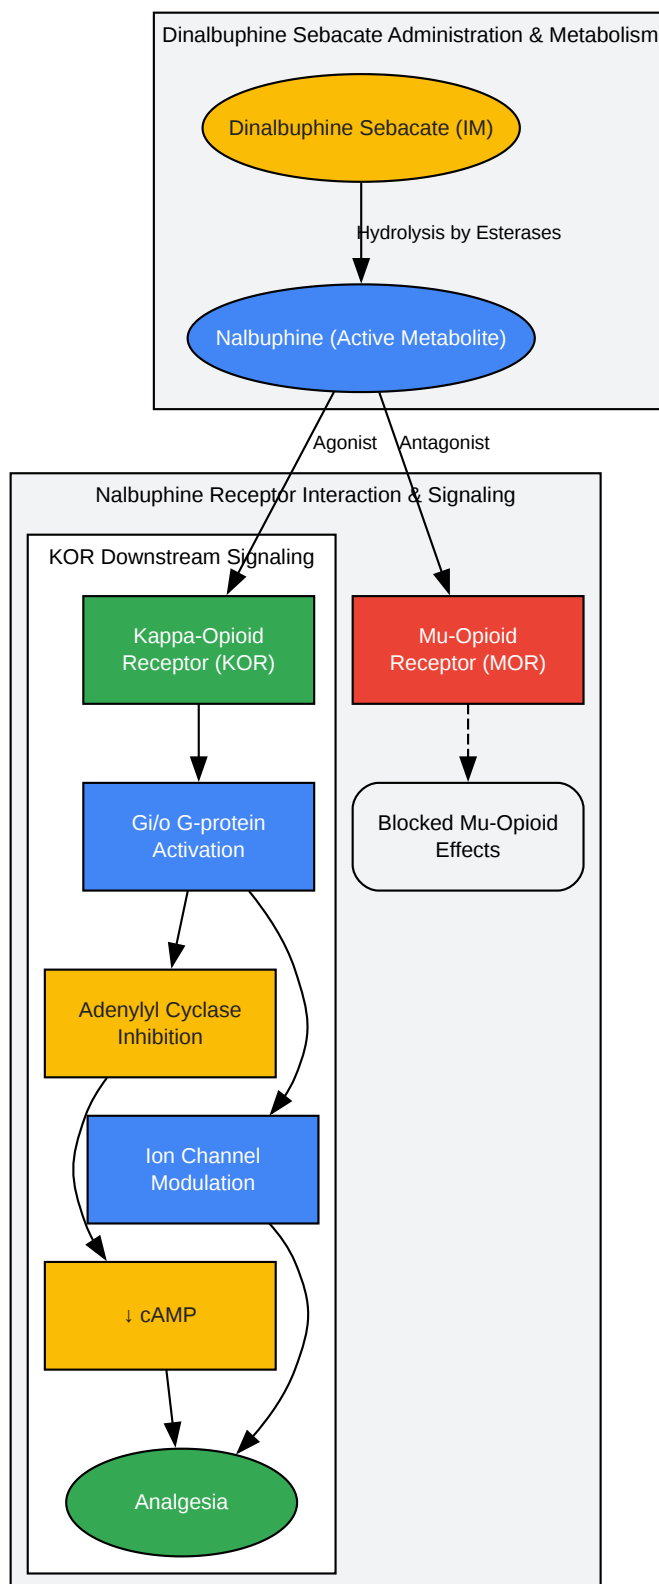 Dinalbuphine Sebacate Administration & Metabolism
Dinalbuphine Sebacate (IM)
Hydrolysis by Esterases
Nalbuphine (Active Metabolite)
Agonist
Antagonist
Nalbuphine Receptor Interaction & Signaling
KOR Downstream Signaling
Kappa-Opioid
Receptor (KOR)
Mu-Opioid
Receptor (MOR)
Gi/o G-protein
Activation
Blocked Mu-Opioid
Effects
Adenylyl Cyclase
Inhibition
Ion Channel
Modulation
↓ cAMP
Analgesia